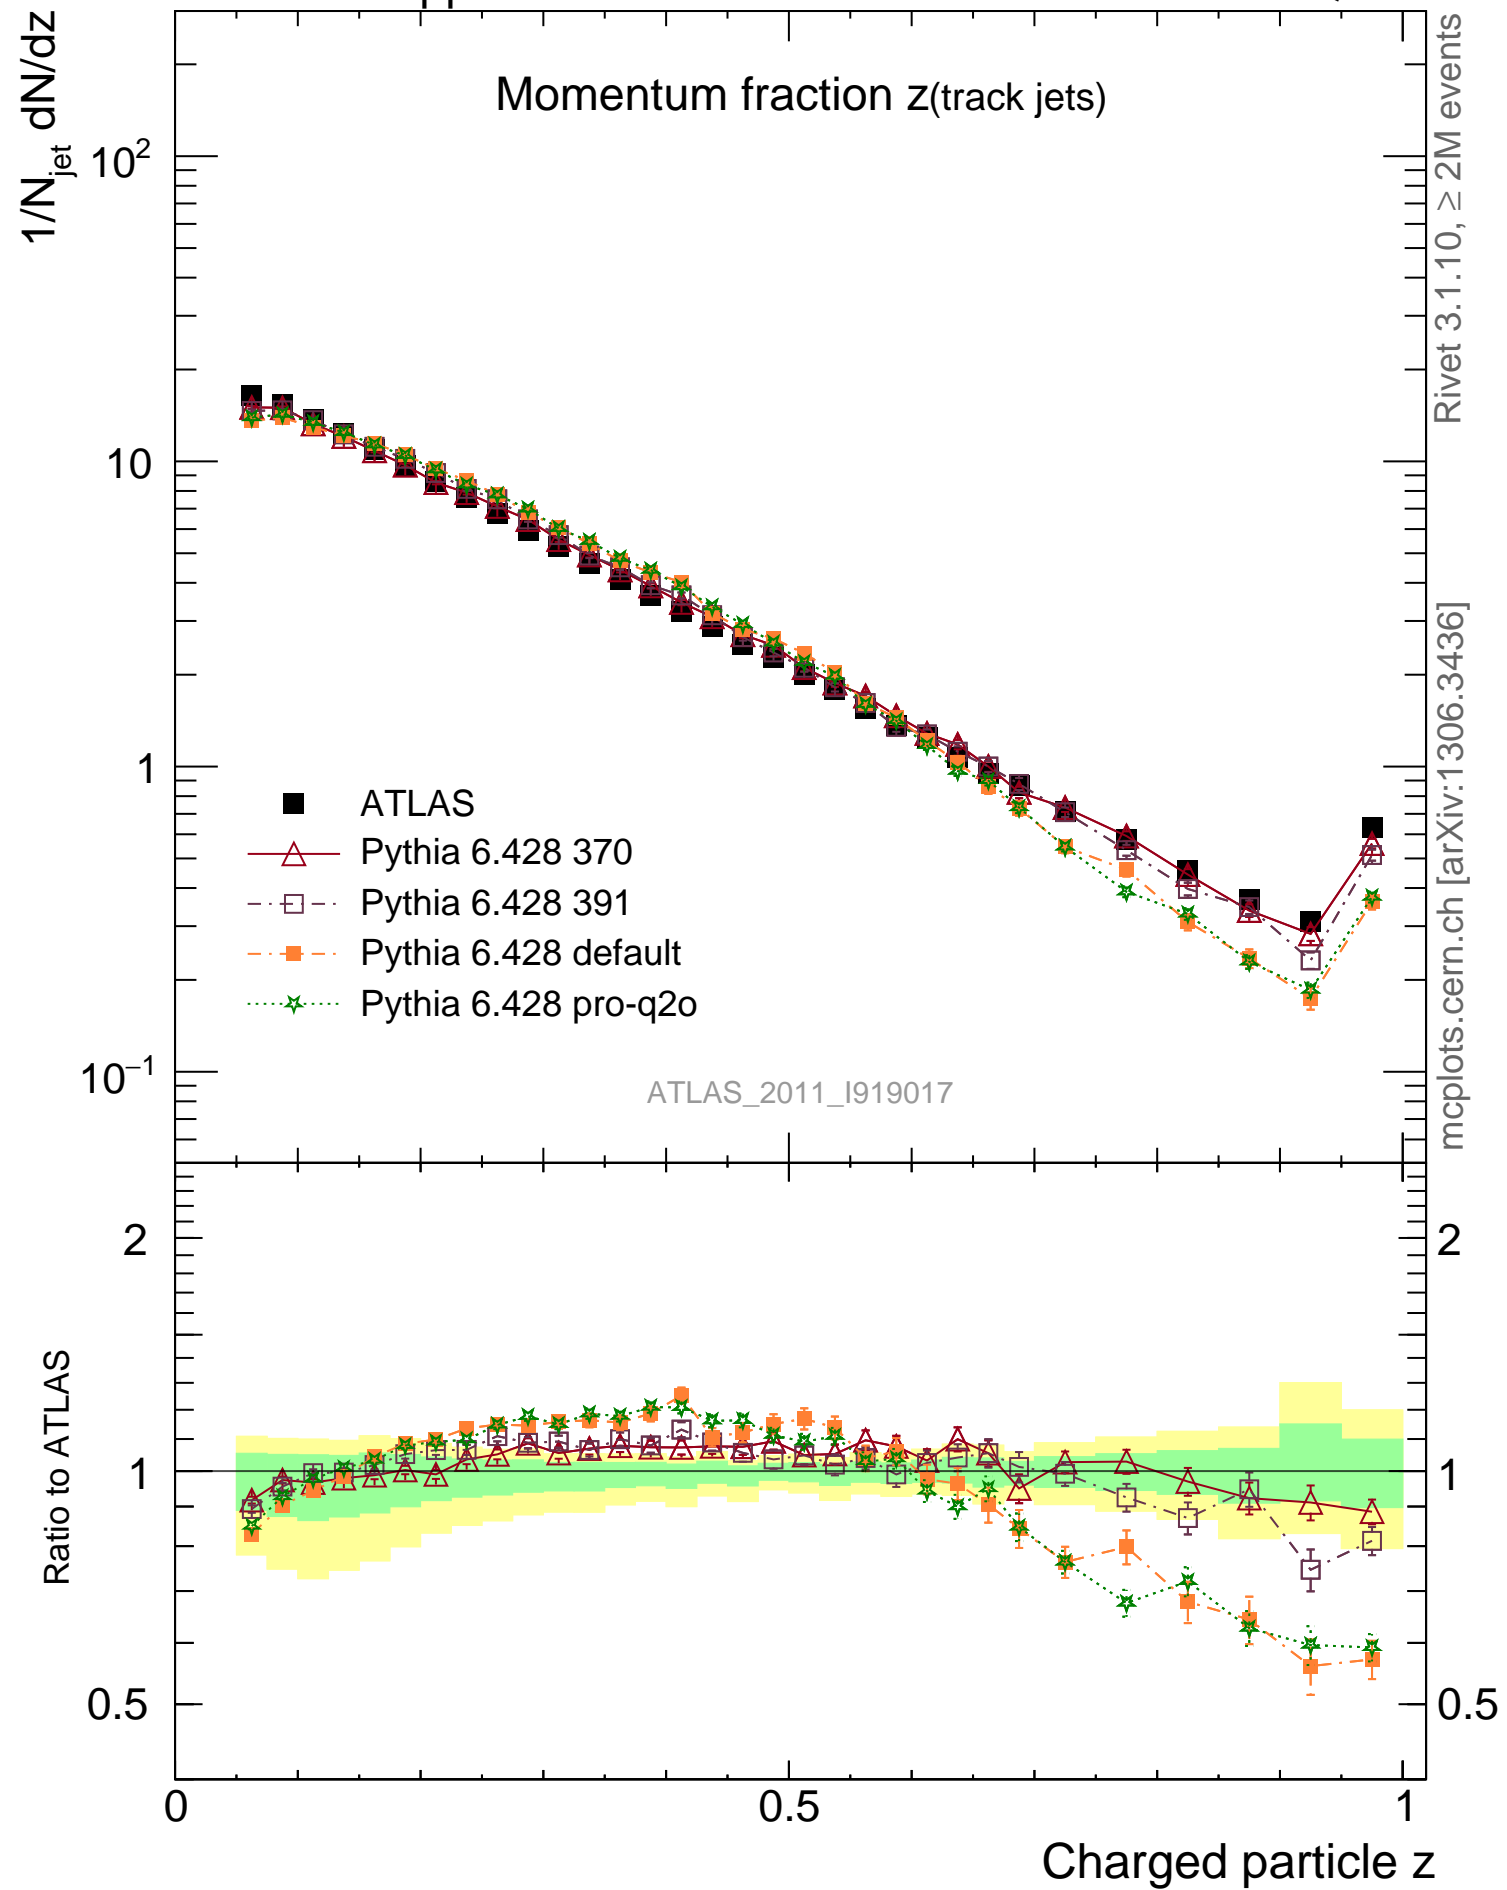 1/N_jet dN/dz
Momentum fraction z(track jets)
10²
10
1
10⁻¹
ATLAS
Pythia 6.428 370
Pythia 6.428 391
Pythia 6.428 default
Pythia 6.428 pro-q2o
ATLAS_2011_I919017
Rivet 3.1.10, ≥ 2M events
mcplots.cern.ch [arXiv:1306.3436]
Ratio to ATLAS
2
1
0.5
2
1
0.5
0
0.5
1
Charged particle z